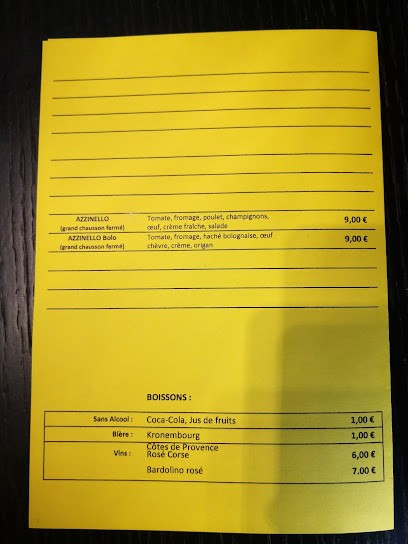 AZZINELLO Tomate, fromage, poulet, champignons, 9,00 €
(grand chausson fermé) œuf, crème fraîche, salade
AZZINELLO Bolo Tomate, fromage, haché bolognaise, œuf 9,00 €
(grand chausson fermé) chèvre, crème, origan
BOISSONS :
Sans Alcool : Coca-Cola, Jus de fruits 1,00 €
Bière : Kronembourg 1,00 €
Côtes de Provence
Vins : Rosé Corse 6,00 €
Bardolino rosé 7.00 €